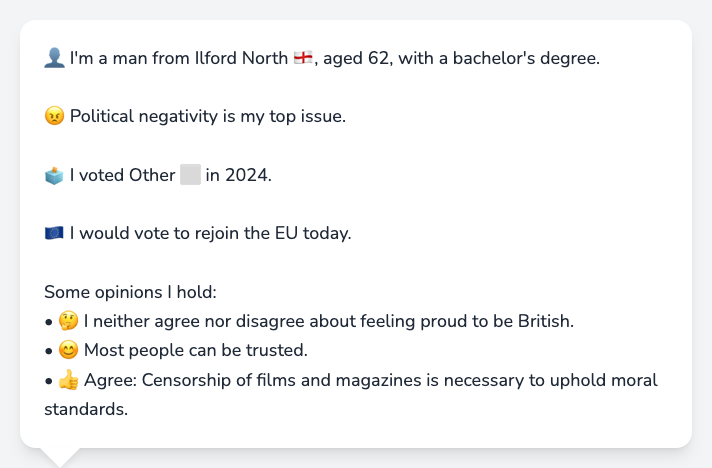 👤 I'm a man from Ilford North 🏴󠁧󠁢󠁥󠁮󠁧󠁿, aged 62, with a bachelor's degree.
😠 Political negativity is my top issue.
🗳️ I voted Other ⬜ in 2024.
🇪🇺 I would vote to rejoin the EU today.
Some opinions I hold:
• 🤔 I neither agree nor disagree about feeling proud to be British.
• 😊 Most people can be trusted.
• 👍 Agree: Censorship of films and magazines is necessary to uphold moral
standards.